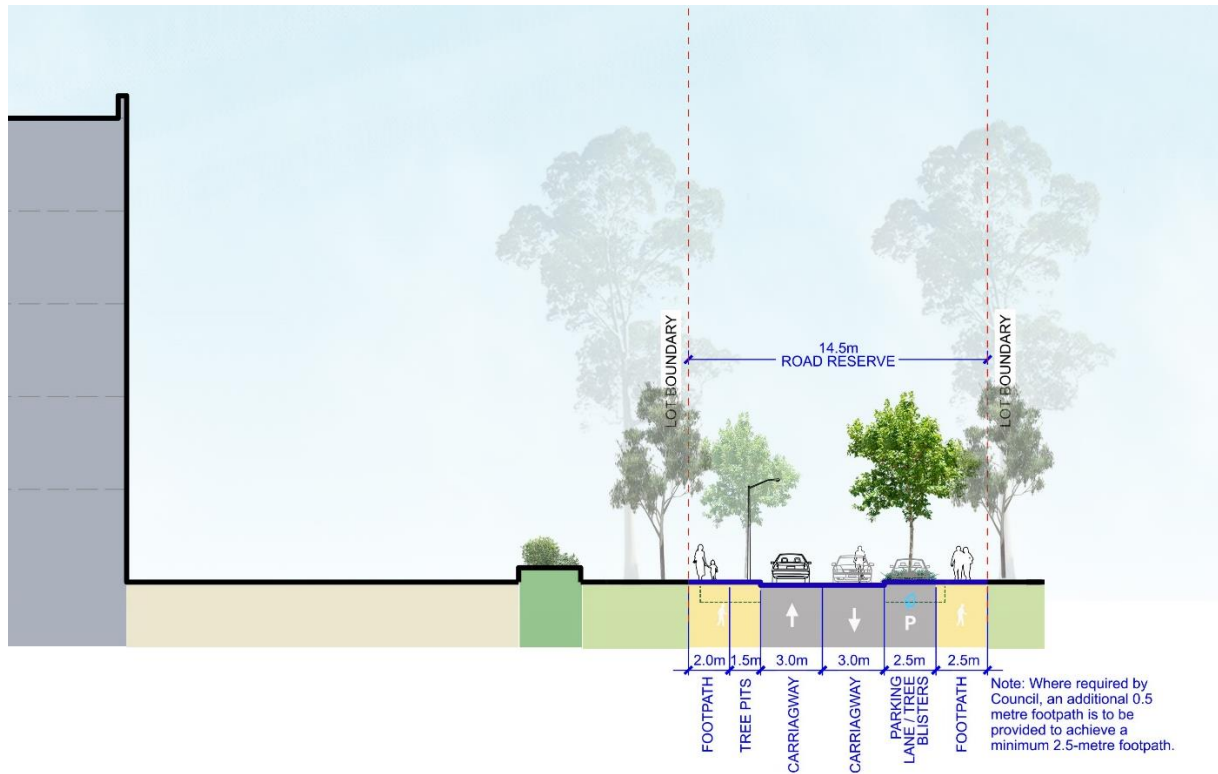 LOT BOUNDARY
14.5m
ROAD RESERVE
LOT BOUNDARY
P
2.0m
1.5m
3.0m
3.0m
2.5m
2.5m
FOOTPATH
TREE PITS
CARRIAGWAY
CARRIAGWAY
PARKING
LANE / TREE
BLISTERS
FOOTPATH
Note: Where required by
Council, an additional 0.5
metre footpath is to be
provided to achieve a
minimum 2.5-metre footpath.